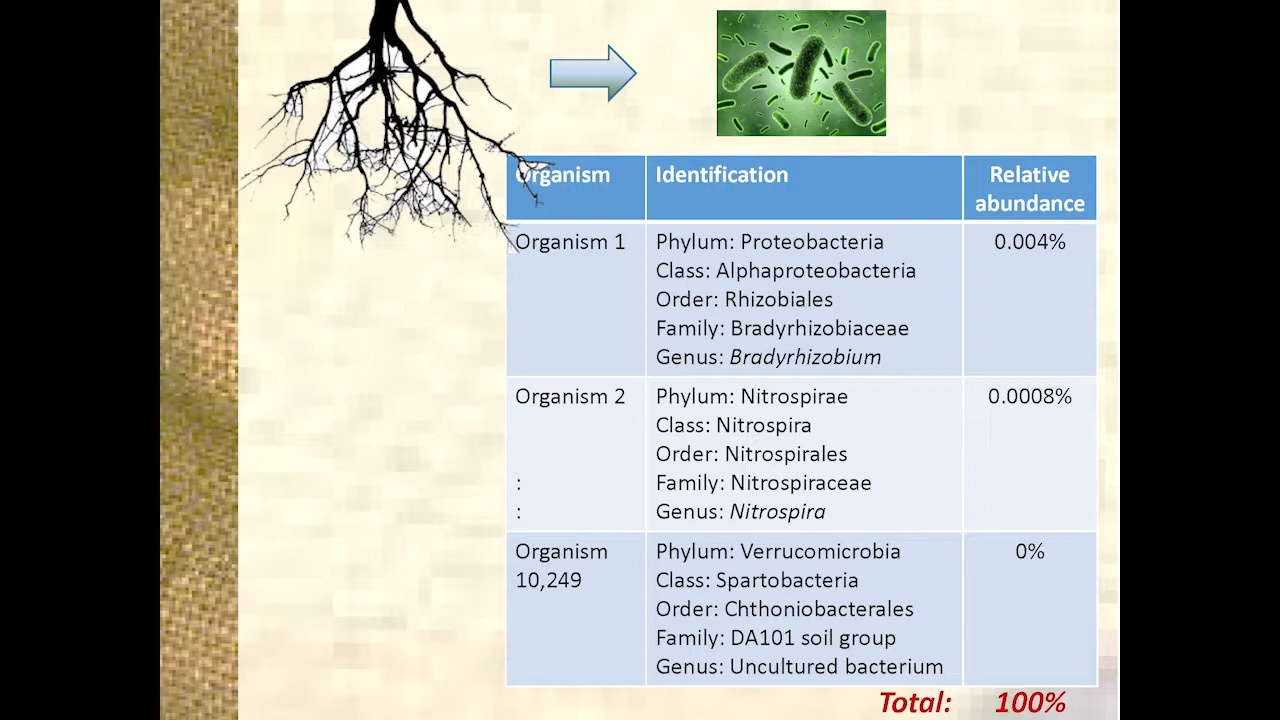 Organism Identification Relative
abundance
Organism 1 Phylum: Proteobacteria 0.004%
Class: Alphaproteobacteria
Order: Rhizobiales
Family: Bradyrhizobiaceae
Genus: Bradyrhizobium
Organism 2 Phylum: Nitrospirae 0.0008%
Class: Nitrospira
Order: Nitrospirales
: Family: Nitrospiraceae
: Genus: Nitrospira
Organism Phylum: Verrucomicrobia 0%
10,249 Class: Spartobacteria
Order: Chthoniobacterales
Family: DA101 soil group
Genus: Uncultured bacterium
Total: 100%